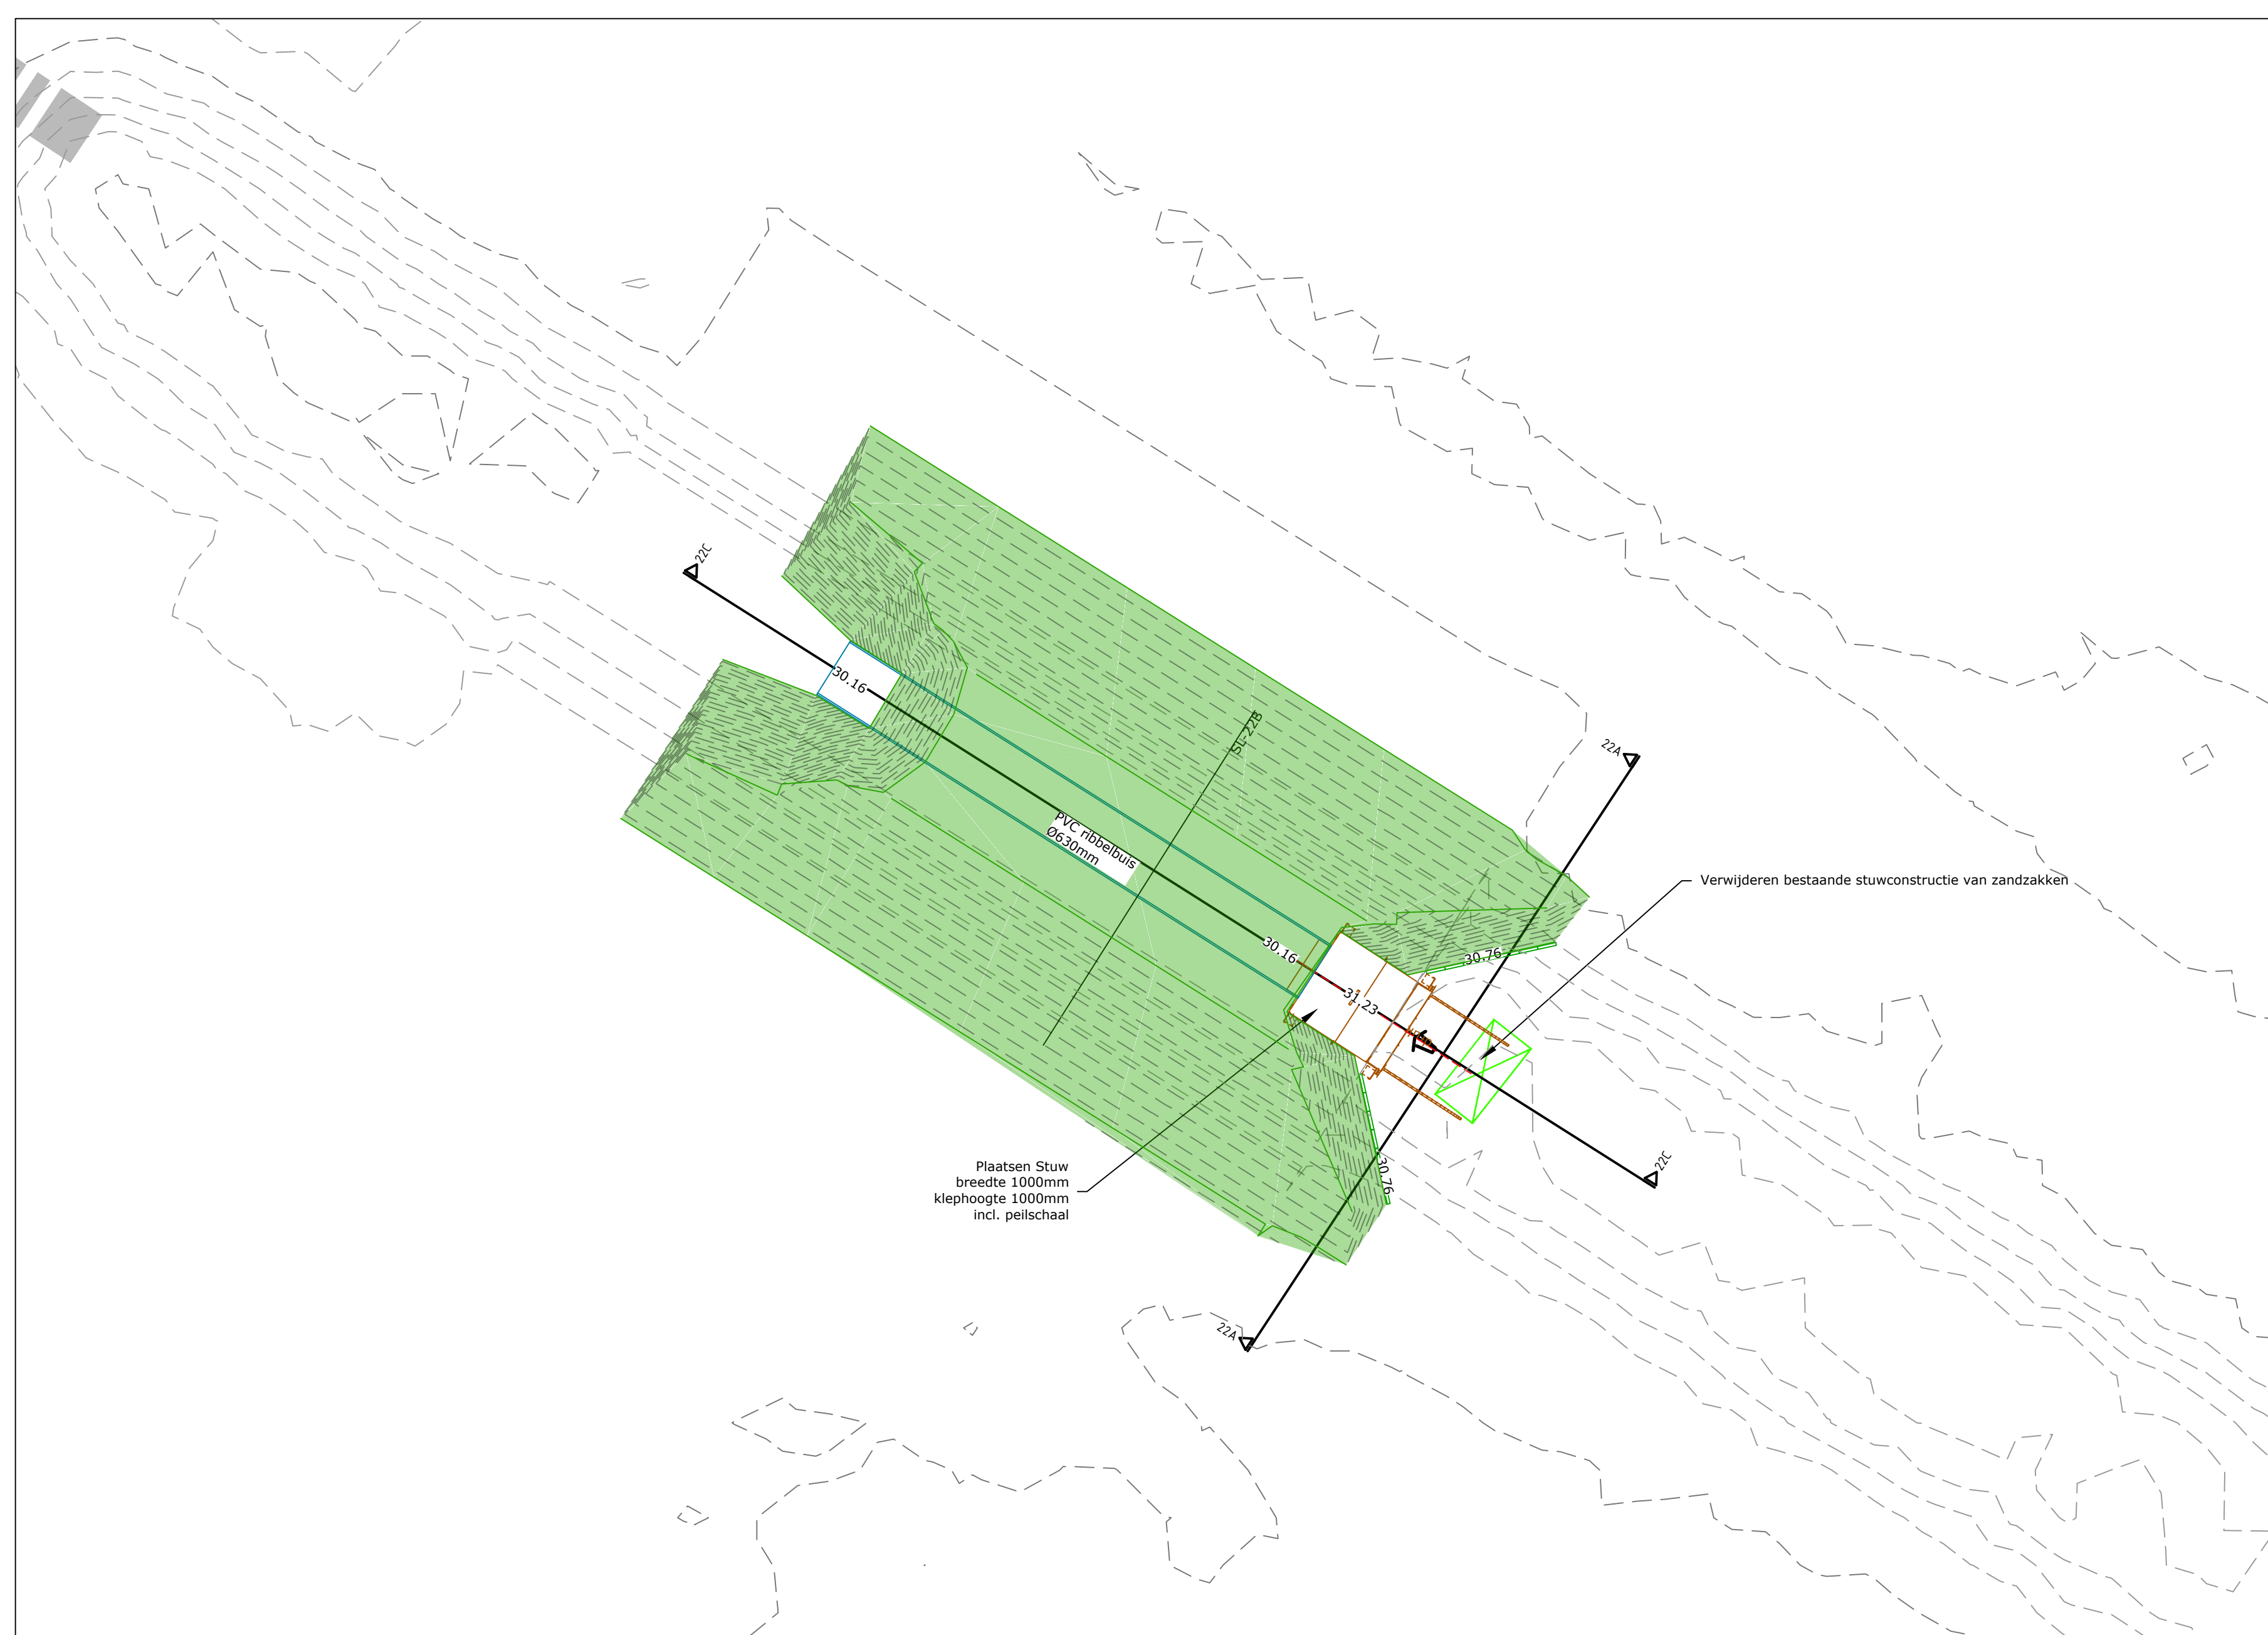 22C
30.16
SL-22B
22A
PVC ribbelbuis
Ø630mm
Verwijderen bestaande stuwconstructie van zandzakken
30.16
30.76
31.23
Plaatsen Stuw
breedte 1000mm
klephoogte 1000mm
incl. peilschaal
30.76
22C
22A